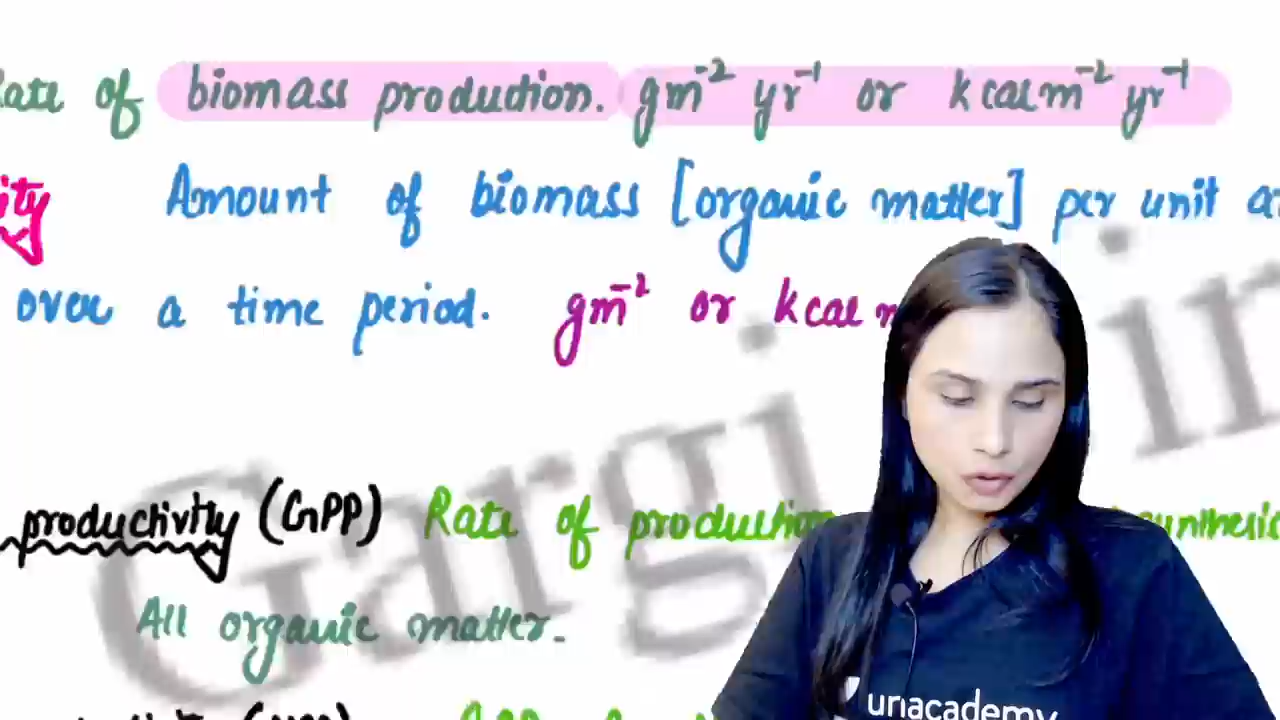 Rate of biomass production. gm⁻² yr⁻¹ or kcal m⁻² yr⁻¹
ity Amount of biomass [organic matter] per unit
over a time period. gm⁻² or kcal
productivity (GPP) Rate of production
All organic matter.
Gargi
unacademy